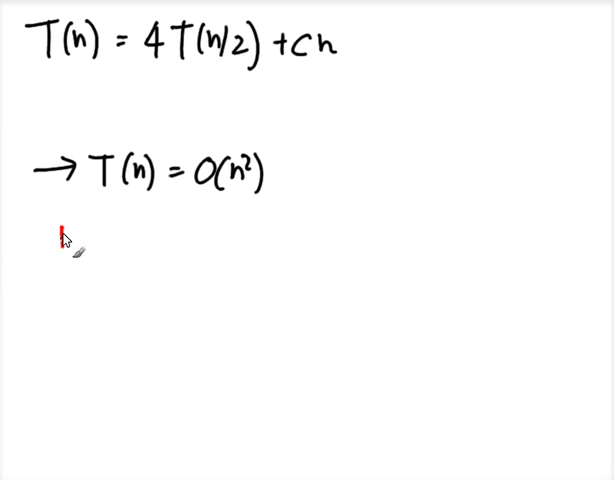 T(n) = 4T(n/2) + cn
→ T(n) = O(n²)